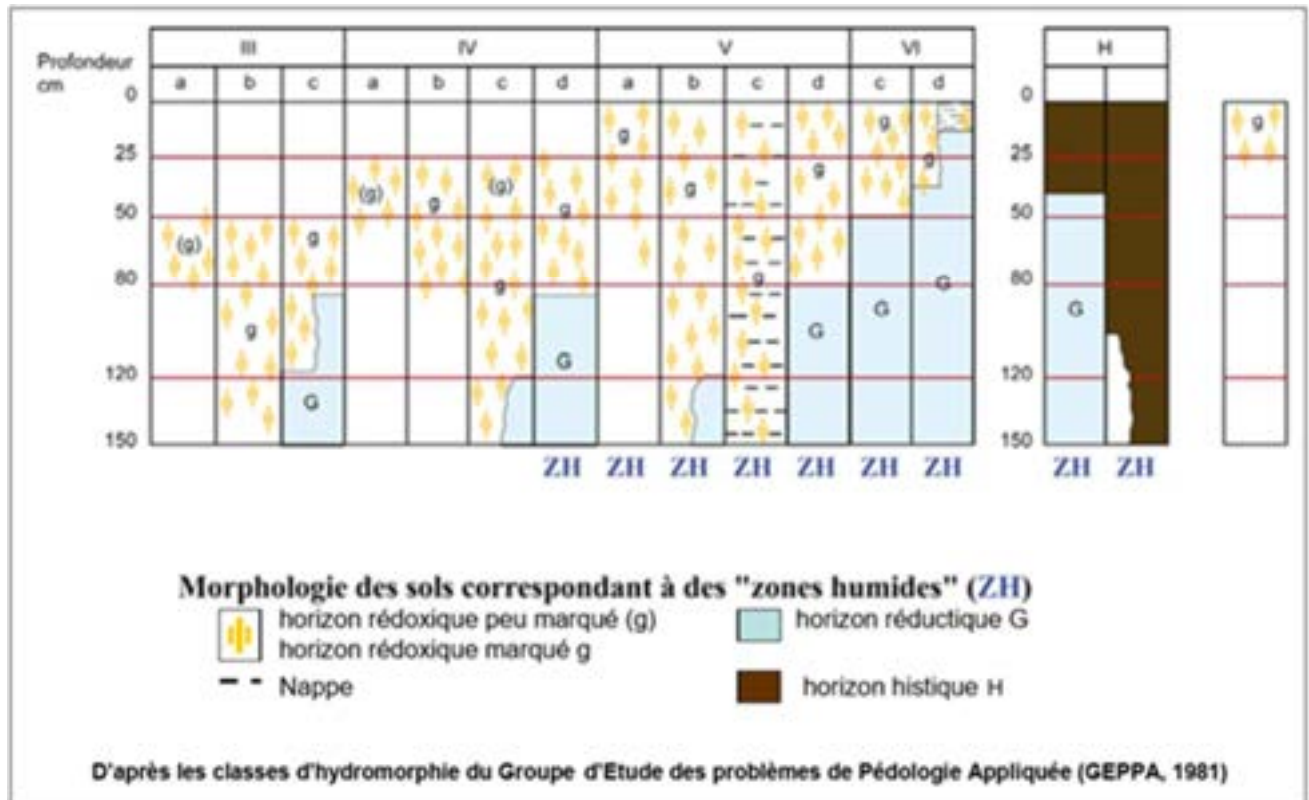 III IV V VI H
Profondeur
cm
a b c a b c d a b c d c d
0 0
g g g
25 25
g g
(g) (g) g
g g
50 50
(g) g
g
80 80
g G
g G G
G
G
120 120
G
150 150
ZH ZH ZH ZH ZH ZH ZH ZH ZH
Morphologie des sols correspondant à des "zones humides" (ZH)
horizon rédoxique peu marqué (g) horizon réductique G
horizon rédoxique marqué g
Nappe horizon histique H
D'après les classes d'hydromorphie du Groupe d'Etude des problèmes de Pédologie Appliquée (GEPPA, 1981)